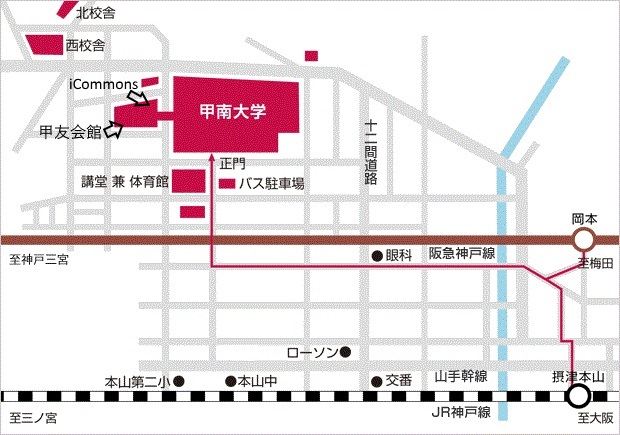 北校舎
西校舎
iCommons
甲南大学
甲友会館
十二間道路
正門
講堂 兼 体育館
バス駐車場
岡本
至神戸三宮
眼科
阪急神戸線
至梅田
ローソン
本山第二小
本山中
交番
山手幹線
摂津本山
至三ノ宮
JR神戸線
至大阪